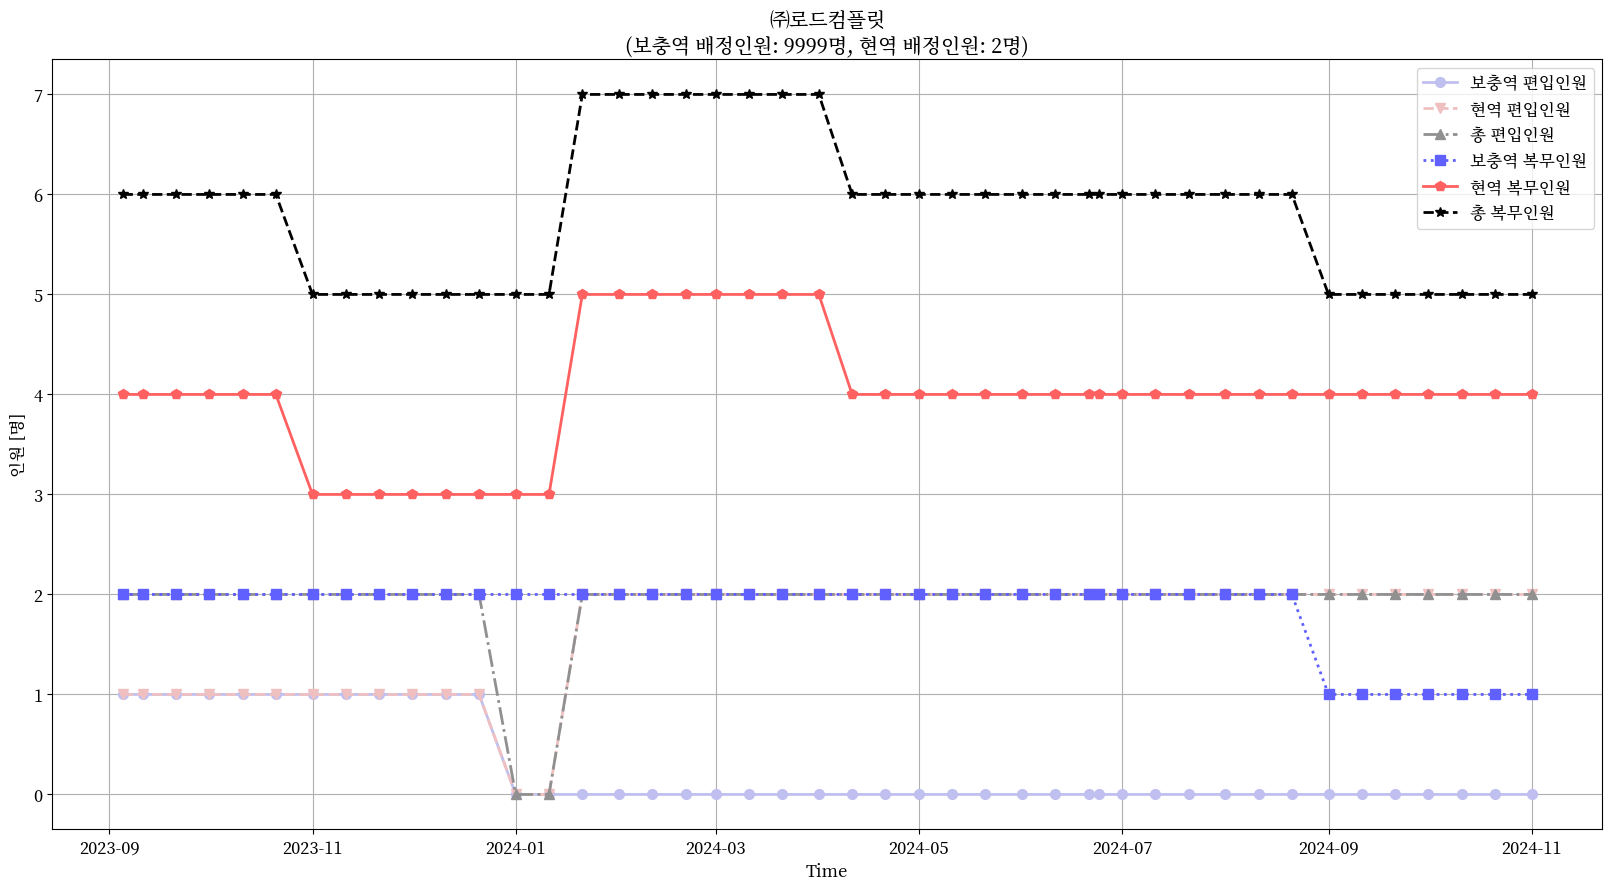 ㈜로드컴플릿
(보충역 배정인원: 9999명, 현역 배정인원: 2명)
보충역 편입인원
현역 편입인원
총 편입인원
보충역 복무인원
현역 복무인원
총 복무인원
인원 [명]
7
6
5
4
3
2
1
0
2023-09
2023-11
2024-01
2024-03
2024-05
2024-07
2024-09
2024-11
Time